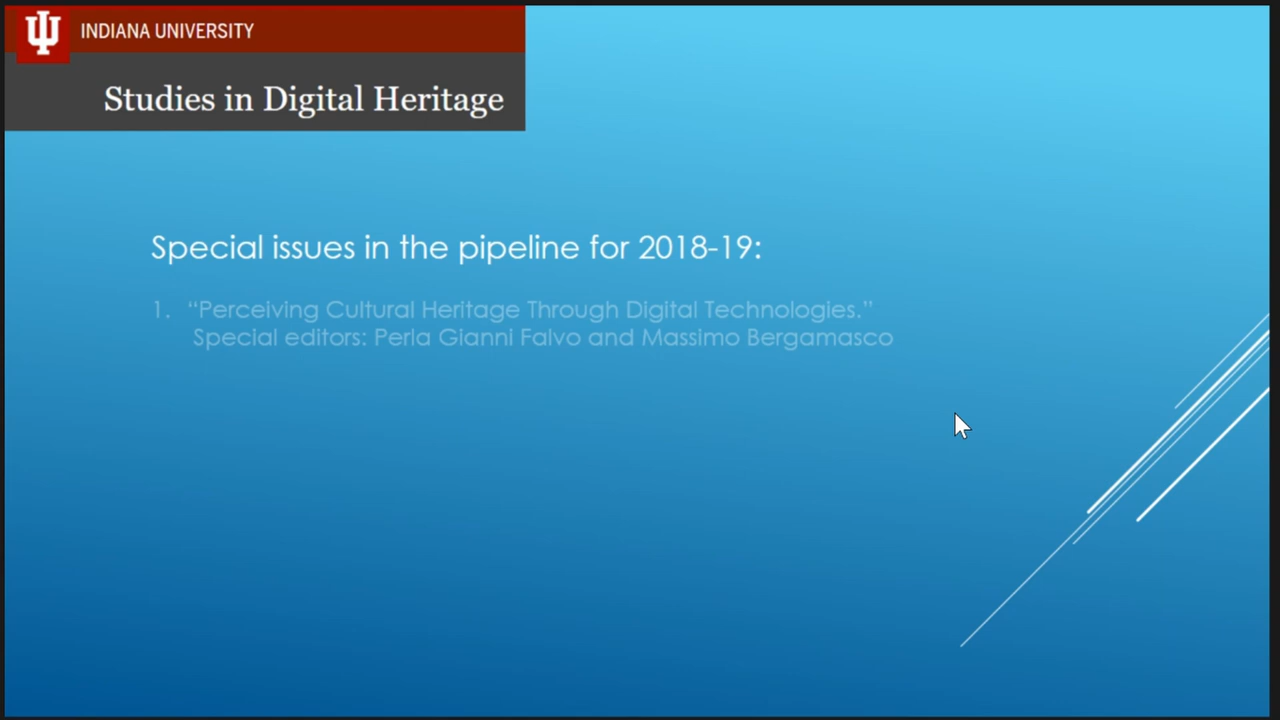 INDIANA UNIVERSITY
Studies in Digital Heritage
Special issues in the pipeline for 2018-19:
1. “Perceiving Cultural Heritage Through Digital Technologies.”
Special editors: Perla Gianni Falvo and Massimo Bergamasco